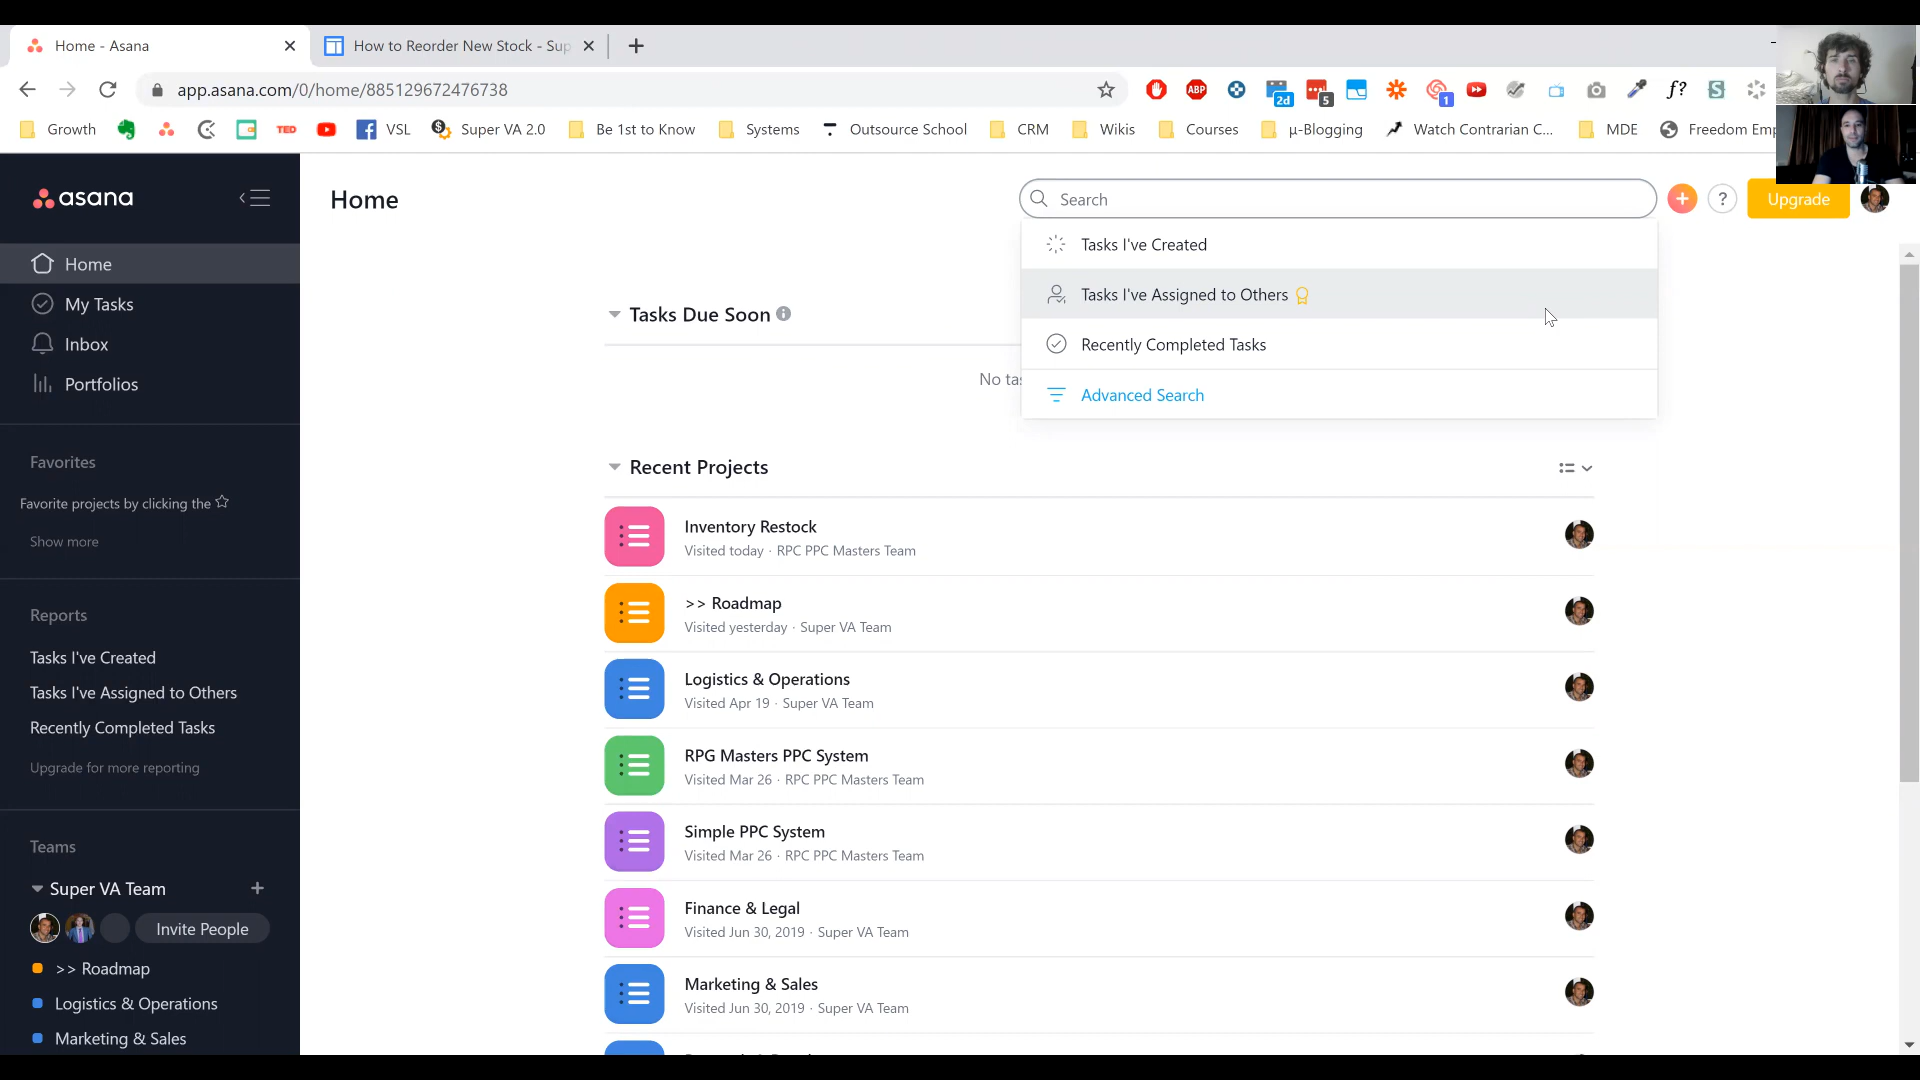 Home - Asana
How to Reorder New Stock - Sup
app.asana.com/0/home/885129672476738
ABP
2d
5
1
f?
Growth
TED
VSL
Super VA 2.0
Be 1st to Know
Systems
Outsource School
CRM
Wikis
Courses
µ-Blogging
Watch Contrarian C...
MDE
Freedom Emp
asana
Home
Search
?
Upgrade
Home
My Tasks
Inbox
Portfolios
Tasks I've Created
Tasks I've Assigned to Others
Recently Completed Tasks
Advanced Search
Tasks Due Soon
No tas
Favorites
Favorite projects by clicking the
Show more
Reports
Tasks I've Created
Tasks I've Assigned to Others
Recently Completed Tasks
Upgrade for more reporting
Teams
Super VA Team
Invite People
>> Roadmap
Logistics & Operations
Marketing & Sales
Recent Projects
Inventory Restock
Visited today · RPC PPC Masters Team
>> Roadmap
Visited yesterday · Super VA Team
Logistics & Operations
Visited Apr 19 · Super VA Team
RPG Masters PPC System
Visited Mar 26 · RPC PPC Masters Team
Simple PPC System
Visited Mar 26 · RPC PPC Masters Team
Finance & Legal
Visited Jun 30, 2019 · Super VA Team
Marketing & Sales
Visited Jun 30, 2019 · Super VA Team